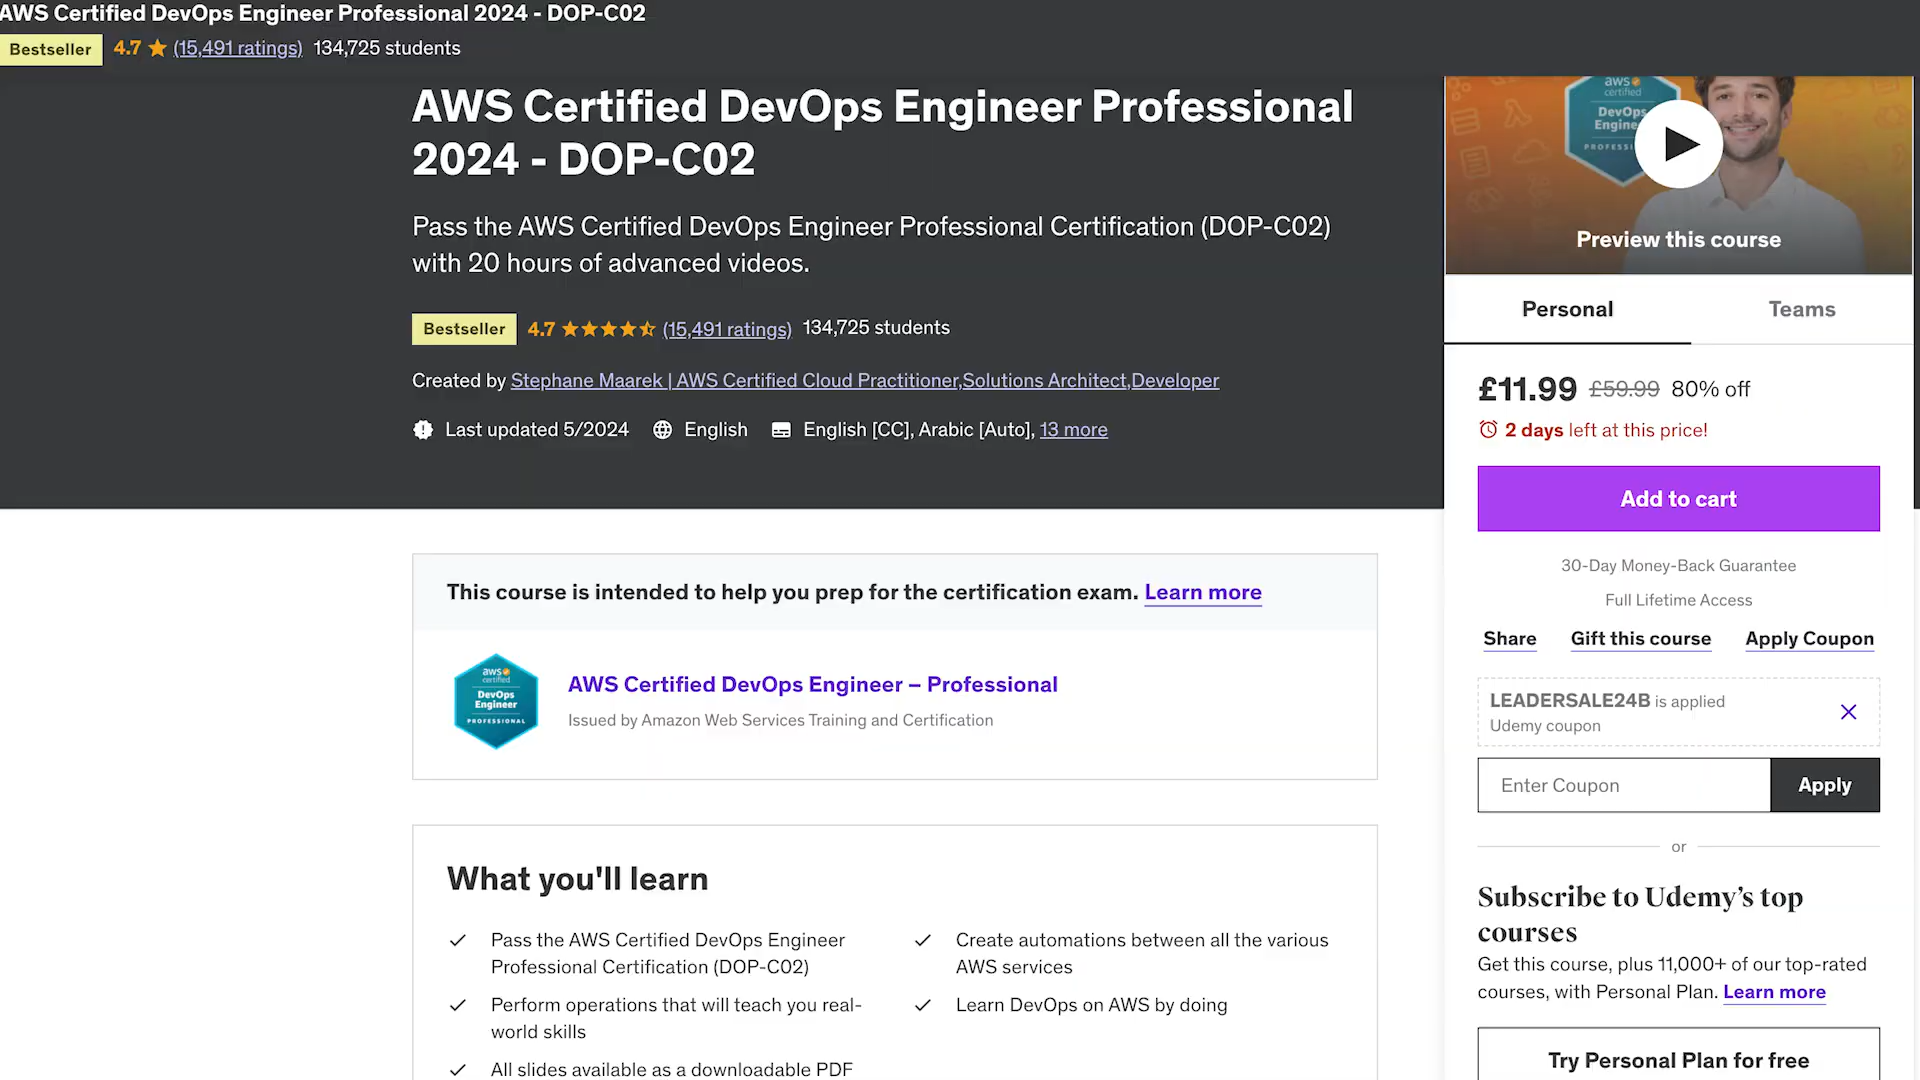 AWS Certified DevOps Engineer Professional 2024 - DOP-C02
Bestseller 4.7 (15,491 ratings) 134,725 students
AWS Certified DevOps Engineer Professional
2024 - DOP-C02
Pass the AWS Certified DevOps Engineer Professional Certification (DOP-C02)
with 20 hours of advanced videos.
Bestseller 4.7 (15,491 ratings) 134,725 students
Created by Stephane Maarek | AWS Certified Cloud Practitioner,Solutions Architect,Developer
Last updated 5/2024 English English [CC], Arabic [Auto], 13 more
This course is intended to help you prep for the certification exam. Learn more
aws
certified
DevOps
Engineer
PROFESSIONAL
AWS Certified DevOps Engineer – Professional
Issued by Amazon Web Services Training and Certification
What you'll learn
Pass the AWS Certified DevOps Engineer
Professional Certification (DOP-C02)
Perform operations that will teach you real-
world skills
All slides available as a downloadable PDF
Create automations between all the various
AWS services
Learn DevOps on AWS by doing
aws
certified
DevOps
Engine
PROFESS
Preview this course
Personal Teams
£11.99 £59.99 80% off
2 days left at this price!
Add to cart
30-Day Money-Back Guarantee
Full Lifetime Access
Share Gift this course Apply Coupon
LEADERSALE24B is applied
Udemy coupon
Enter Coupon Apply
or
Subscribe to Udemy’s top
courses
Get this course, plus 11,000+ of our top-rated
courses, with Personal Plan. Learn more
Try Personal Plan for free